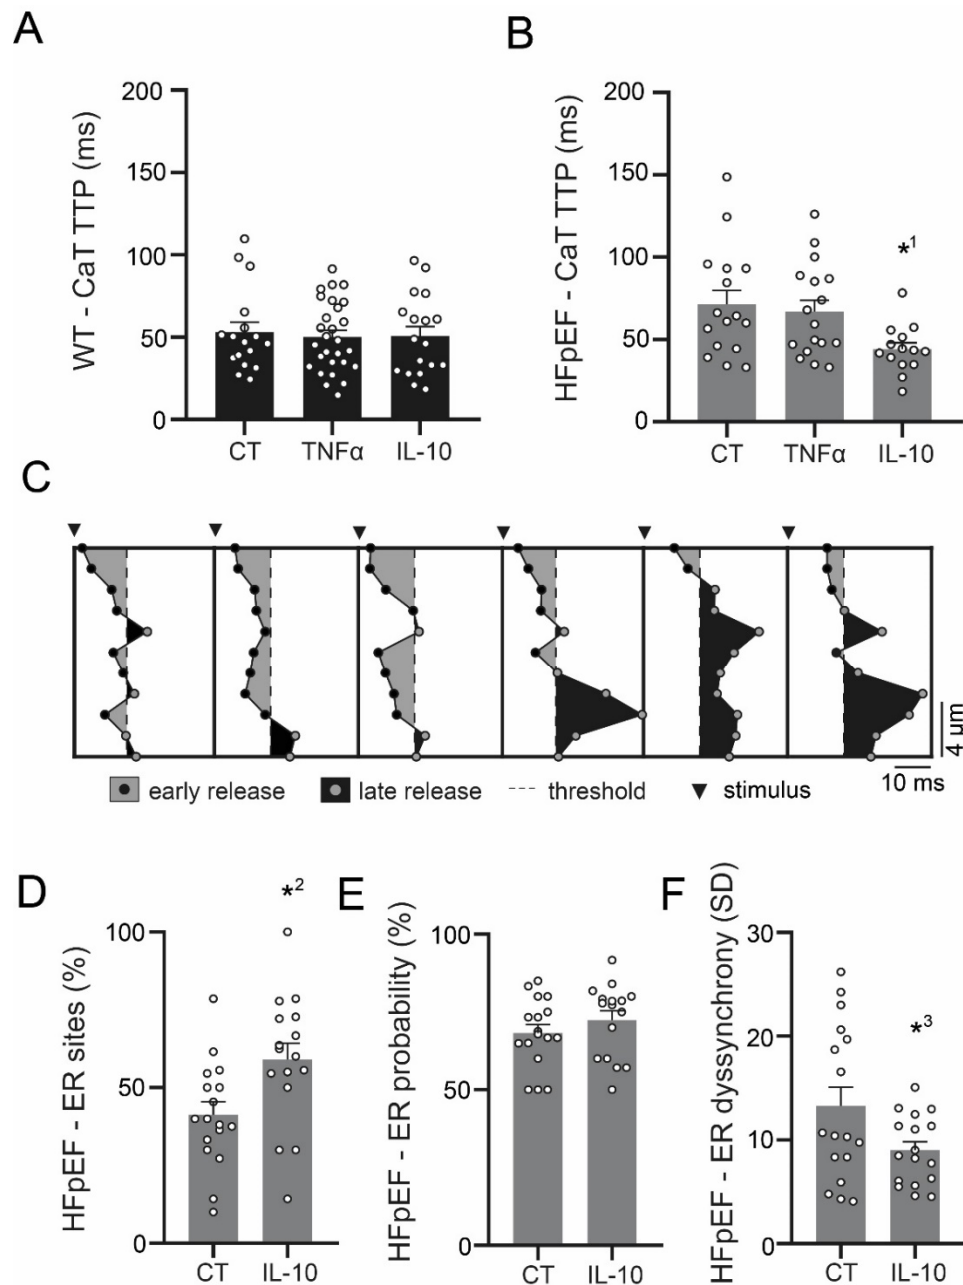 A
WT - CaT TTP (ms)
200
150
100
50
0
CT
TNFα
IL-10
B
HFpEF - CaT TTP (ms)
200
150
100
50
0
*1
CT
TNFα
IL-10
C
4 µm
10 ms
early release
late release
threshold
stimulus
D
HFpEF - ER sites (%)
100
50
0
*2
CT
IL-10
E
HFpEF - ER probability (%)
100
50
0
CT
IL-10
F
HFpEF - ER dyssynchrony (SD)
30
20
10
0
*3
CT
IL-10